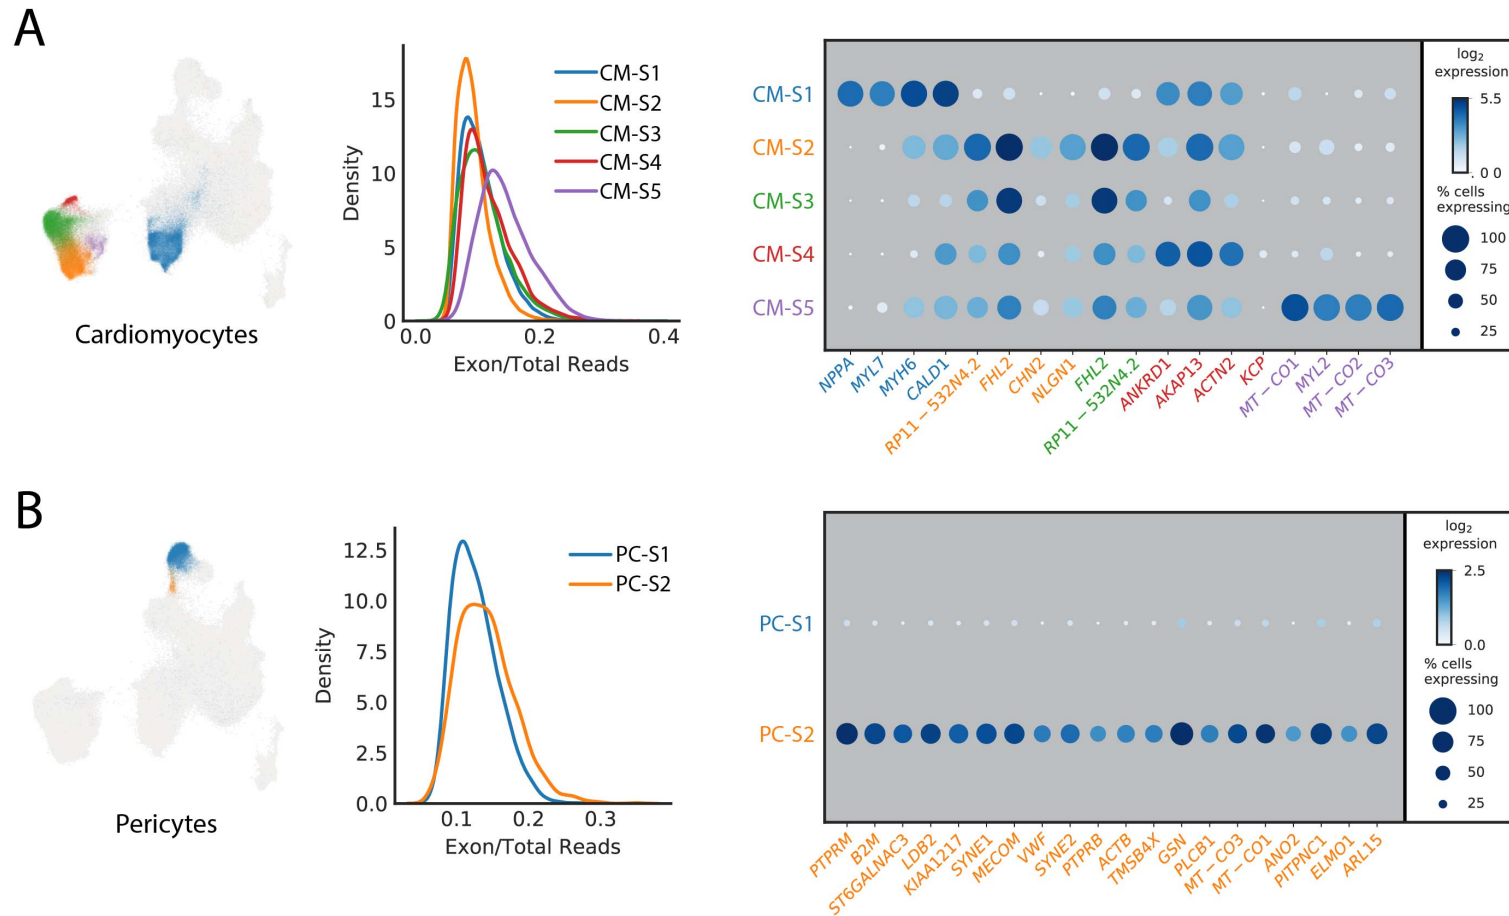 A
CM-S1
CM-S2
CM-S3
CM-S4
CM-S5
15
10
5
0
Density
0.0
0.2
0.4
Exon/Total Reads
Cardiomyocytes
CM-S1
CM-S2
CM-S3
CM-S4
CM-S5
NPPA
MYL7
MYH6
CALD1
RP11 − 532N4.2
FHL2
CHN2
NLGN1
FHL2
RP11 − 532N4.2
ANKRD1
AKAP13
ACTN2
KCP
MT − CO1
MYL2
MT − CO2
MT − CO3
log2
expression
5.5
. 0 0
% cells
expressing
100
75
50
25
B
PC-S1
PC-S2
12.5
10.0
7.5
5.0
2.5
0.0
Density
0.1
0.2
0.3
Exon/Total Reads
Pericytes
PC-S1
PC-S2
PTPRM
B2M
ST6GALNAC3
LDB2
KIAA1217
SYNE1
MECOM
VWF
SYNE2
PTPRB
ACTB
TMSB4X
GSN
PLCB1
MT − CO3
MT − CO1
ANO2
PITPNC1
ELMO1
ARL15
log2
expression
2.5
0.0
% cells
expressing
100
75
50
25